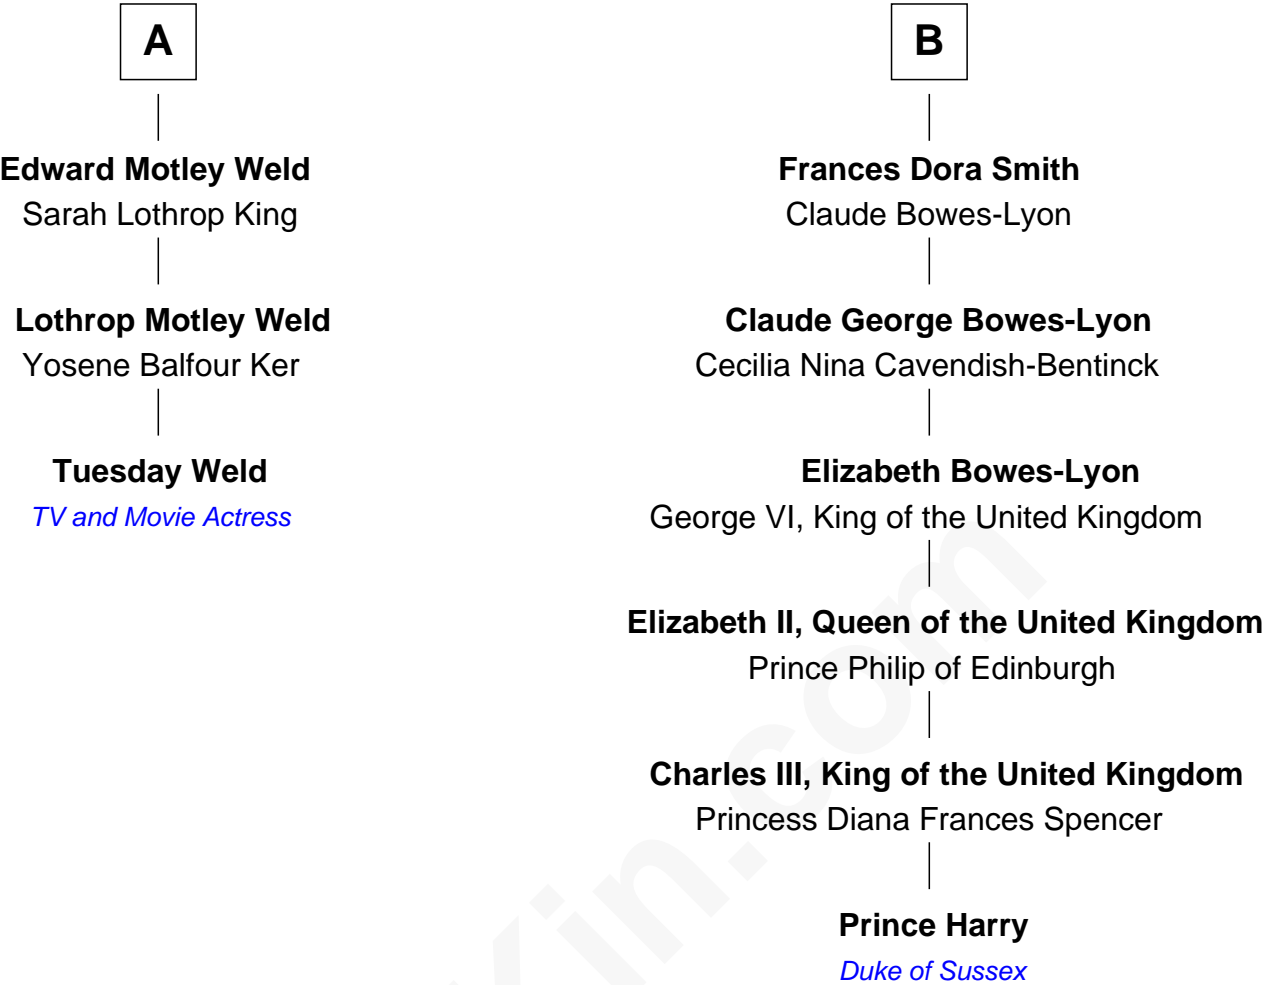 A
Edward Motley Weld
Sarah Lothrop King
Lothrop Motley Weld
Yosene Balfour Ker
Tuesday Weld
TV and Movie Actress
B
Frances Dora Smith
Claude Bowes-Lyon
Claude George Bowes-Lyon
Cecilia Nina Cavendish-Bentinck
Elizabeth Bowes-Lyon
George VI, King of the United Kingdom
Elizabeth II, Queen of the United Kingdom
Prince Philip of Edinburgh
Charles III, King of the United Kingdom
Princess Diana Frances Spencer
Prince Harry
Duke of Sussex